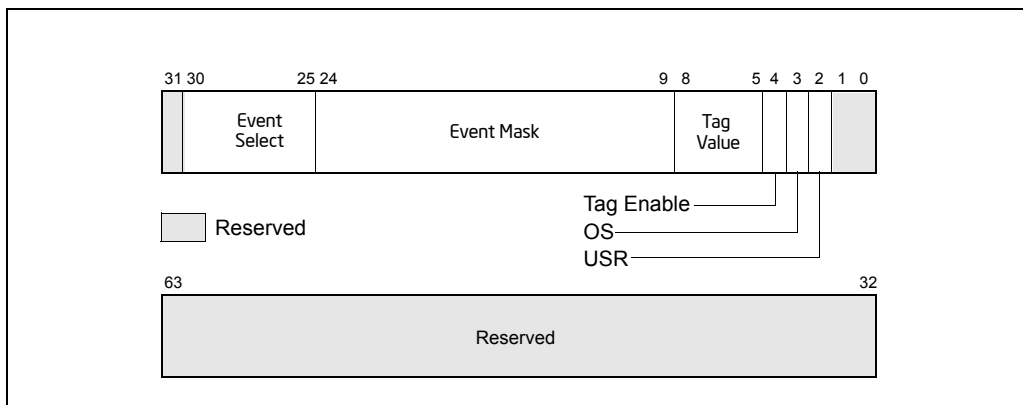 31 30 25 24 9 8 5 4 3 2 1 0
Event Select Event Mask Tag Value
Tag Enable
Reserved
OS
USR
63 32
Reserved